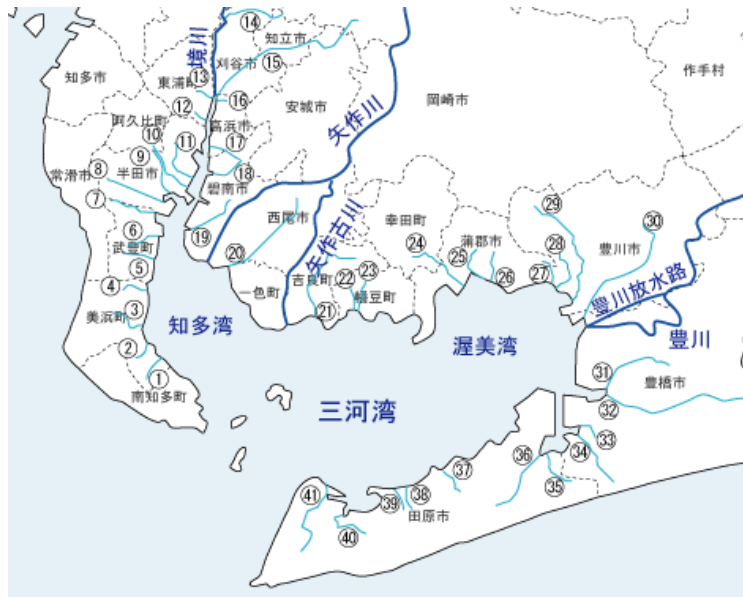 ⑭
知立市
境川
⑬
刈谷市
⑮
知多市
東浦町
作手村
⑫
⑯
安城市
岡崎市
阿久比町
高浜市
矢作川
⑩
⑪
⑰
⑨
⑧
半田市
常滑市
⑱
碧南市
⑦
㉙
⑥
西尾市
幸田町
㉚
武豊町
⑲
⑳
矢作古川
㉔
蒲郡市
㉘
豊川市
⑤
㉕
㉖
㉗
④
一色町
吉良町
㉒
㉓
幡豆町
豊川放水路
③
美浜町
知多湾
㉑
②
渥美湾
豊川
①
南知多町
㉛
豊橋市
三河湾
㉜
㉝
㊱
㉞
㊲
㉟
㊶
㊴
㊳
田原市
㊵